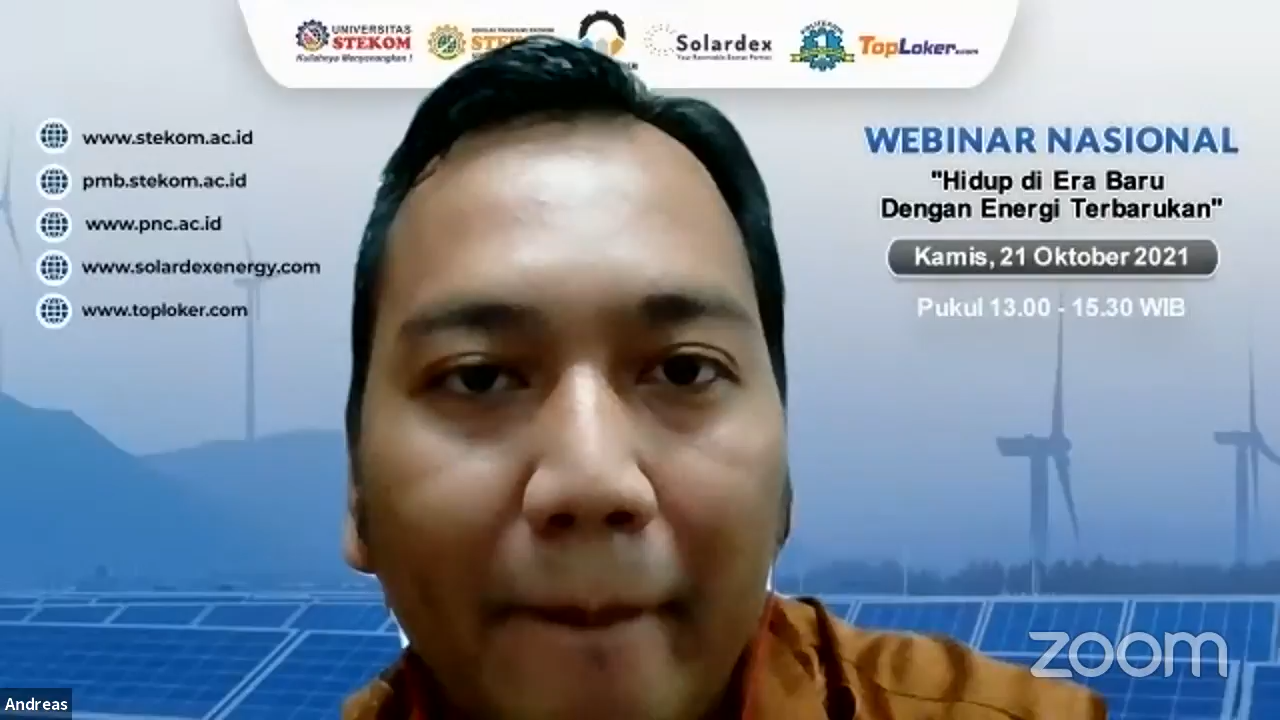 UNIVERSITAS
STEKOM
Kuliahnya Menyenangkan !
Solardex
TopLoker.com
www.stekom.ac.id
pmb.stekom.ac.id
www.pnc.ac.id
www.solardexenergy.com
www.toploker.com
WEBINAR NASIONAL
"Hidup di Era Baru
Dengan Energi Terbarukan"
Kamis, 21 Oktober 2021
Pukul 13.00 - 15.30 WIB
zoom
Andreas